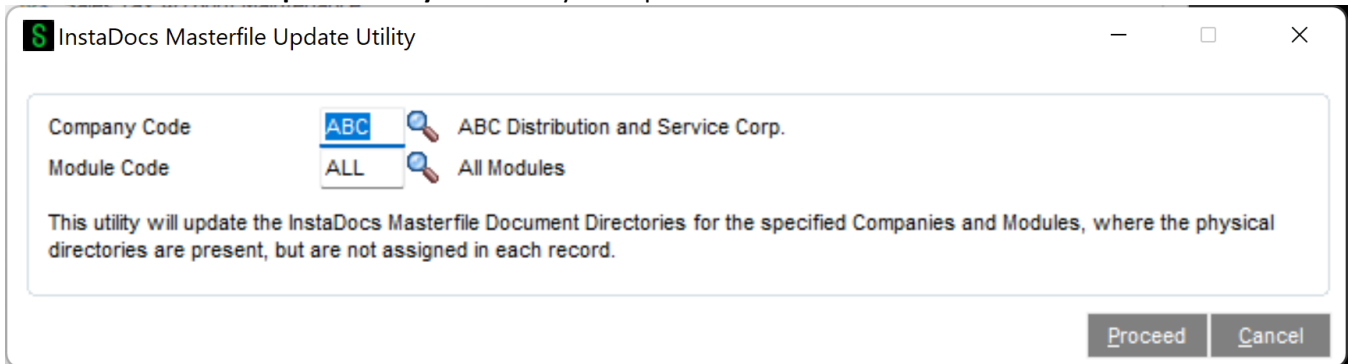 InstaDocs Masterfile Update Utility
Company Code ABC ABC Distribution and Service Corp.
Module Code ALL All Modules
This utility will update the InstaDocs Masterfile Document Directories for the specified Companies and Modules, where the physical
directories are present, but are not assigned in each record.
Proceed Cancel